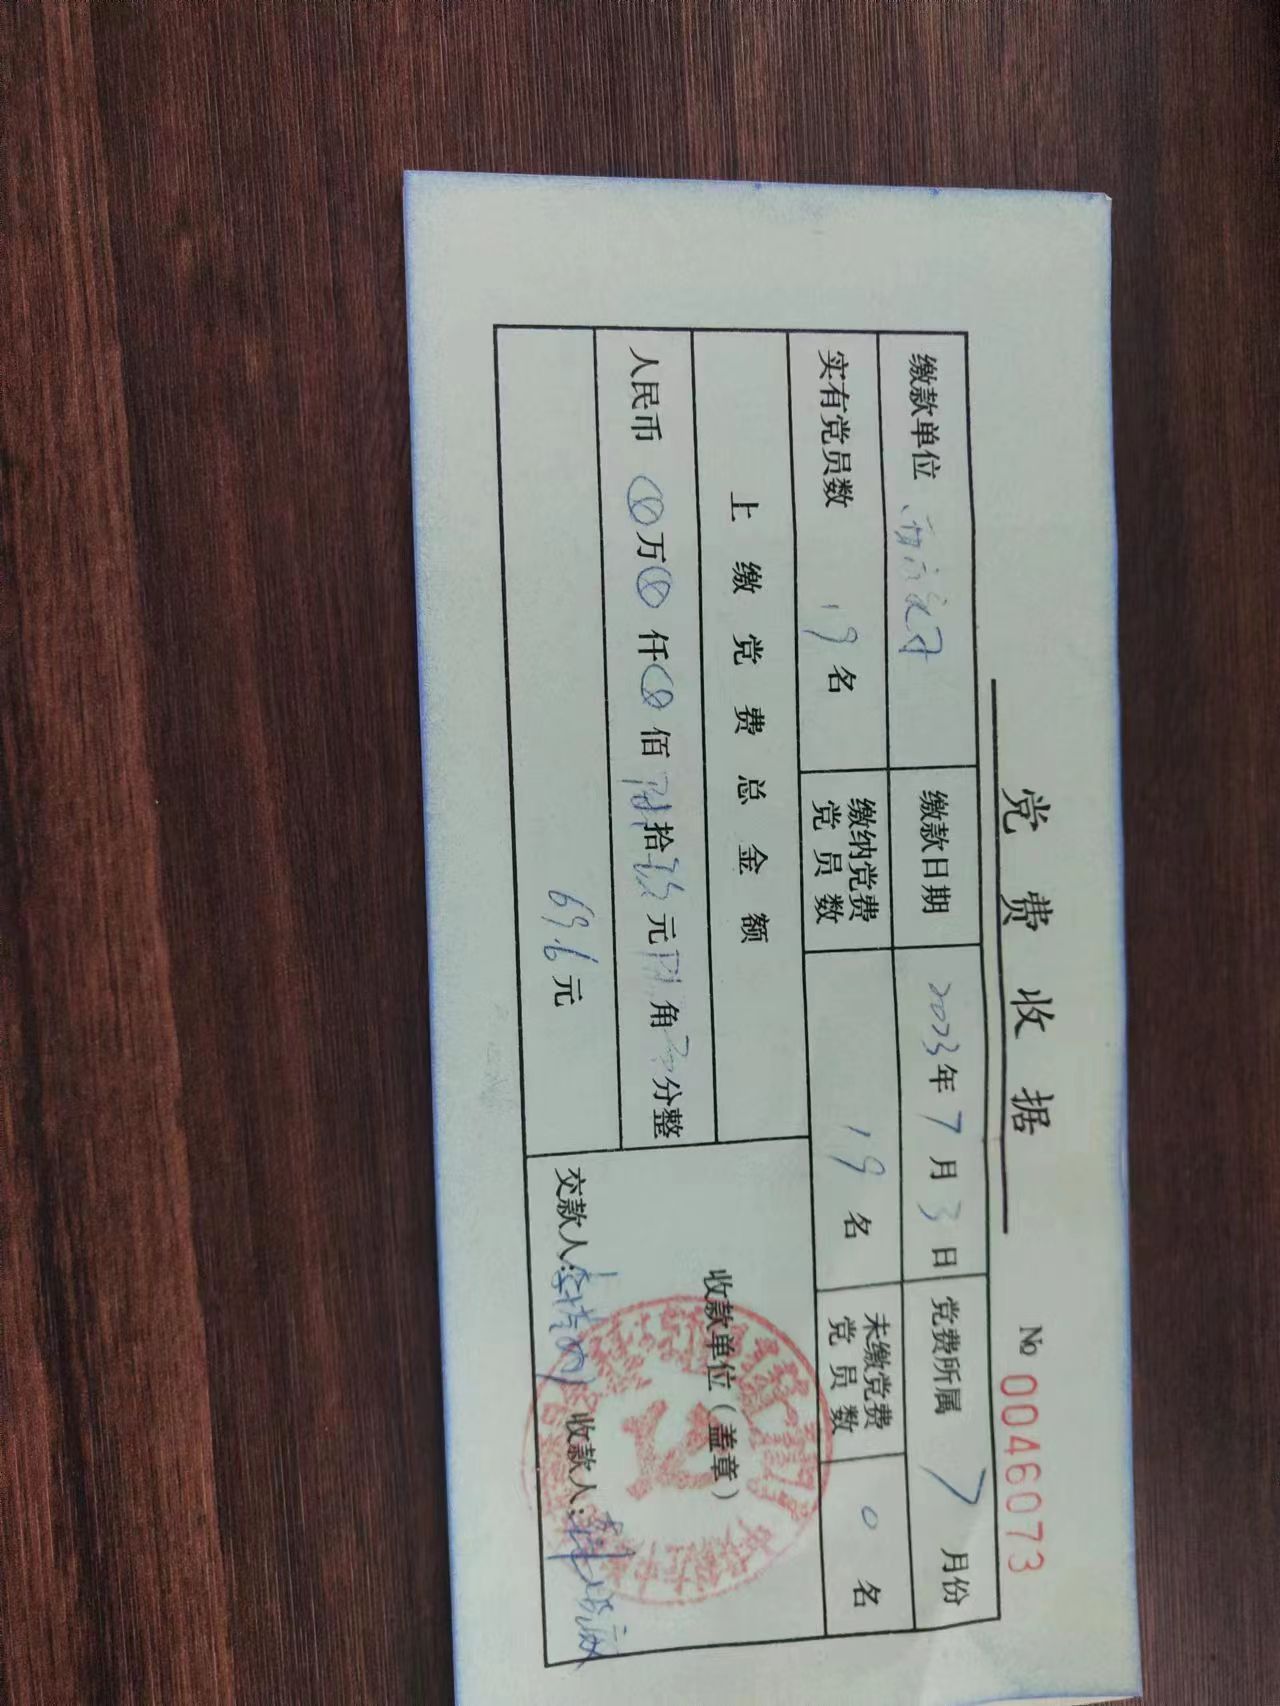 党费收据
№ 0046073
缴款单位 缴款日期 2023年7月3日 党费所属 7 月份
实有党员数 19 名 缴纳党费党员数 19 名 未缴党费党员数 0 名
上缴党费总金额
收款单位（盖章）
人民币 ⊗万⊗仟⊗佰陆拾玖元陆角零分整
69.6元
交款人: 收款人: